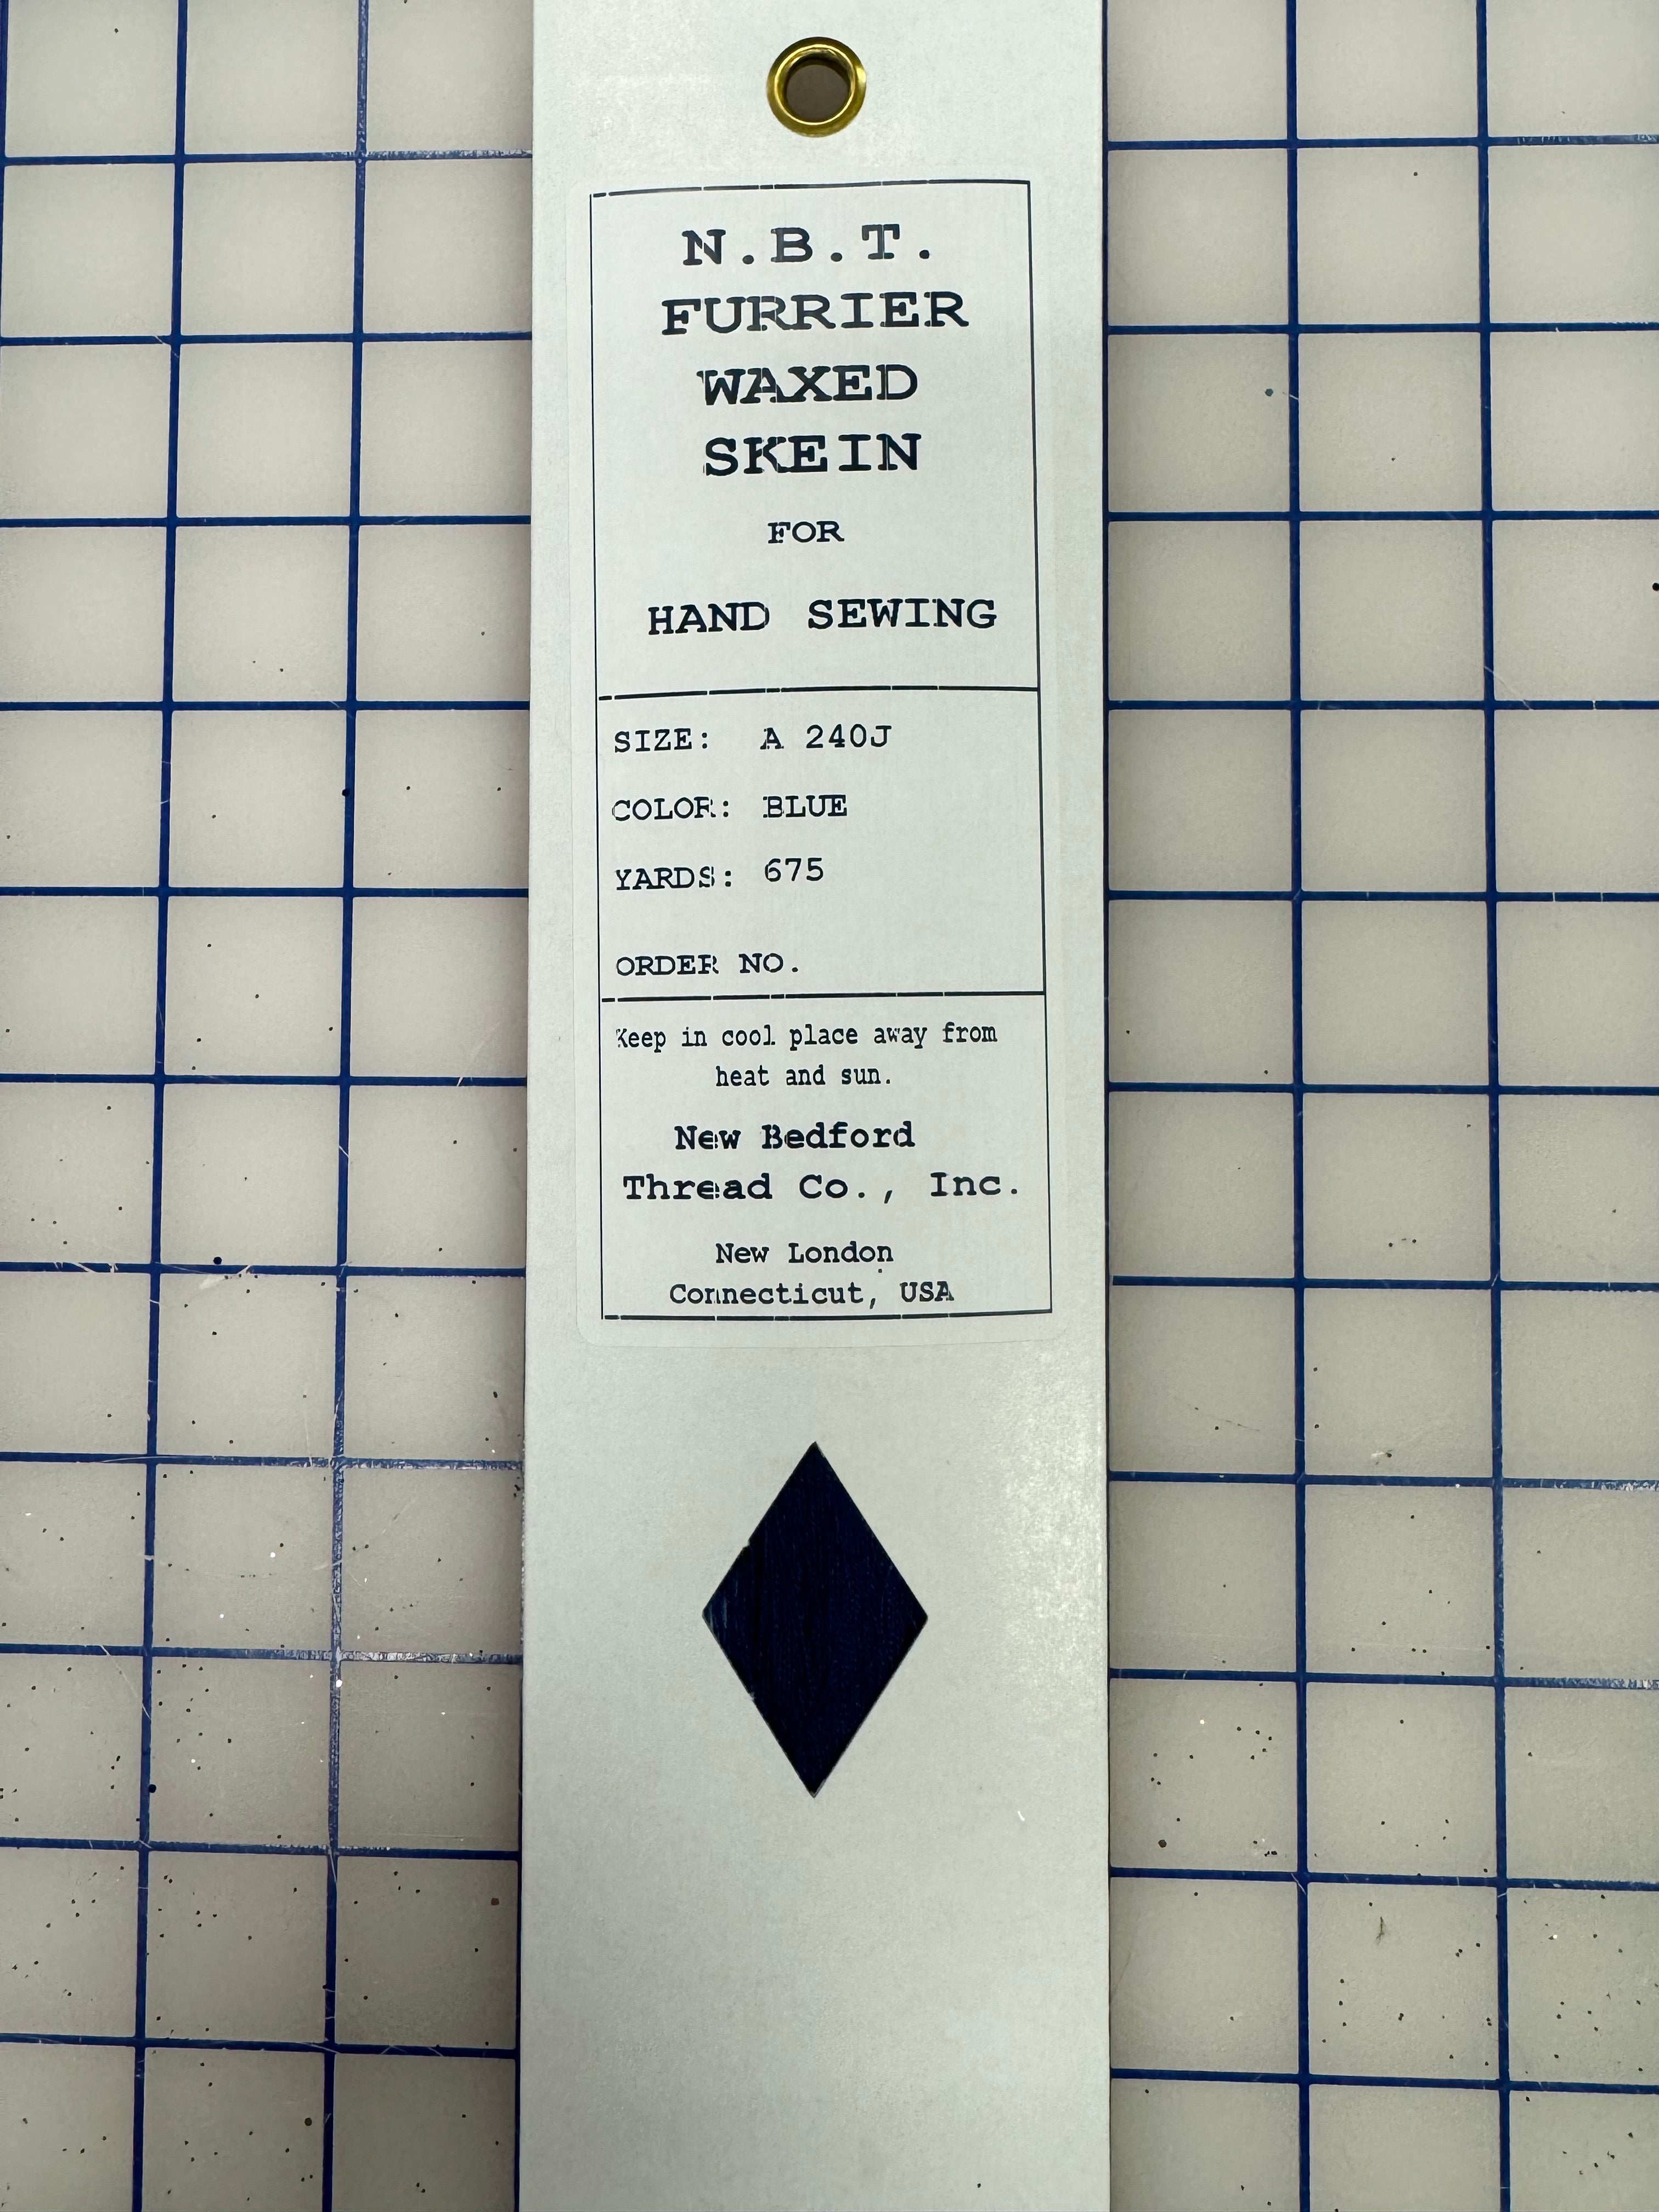 N.B.T.
FURRIER
WAXED
SKEIN
FOR
HAND SEWING
SIZE: A 240J
COLOR: BLUE
YARDS: 675
ORDER NO.
Keep in cool place away from
heat and sun.
New Bedford
Thread Co., Inc.
New London
Connecticut, USA